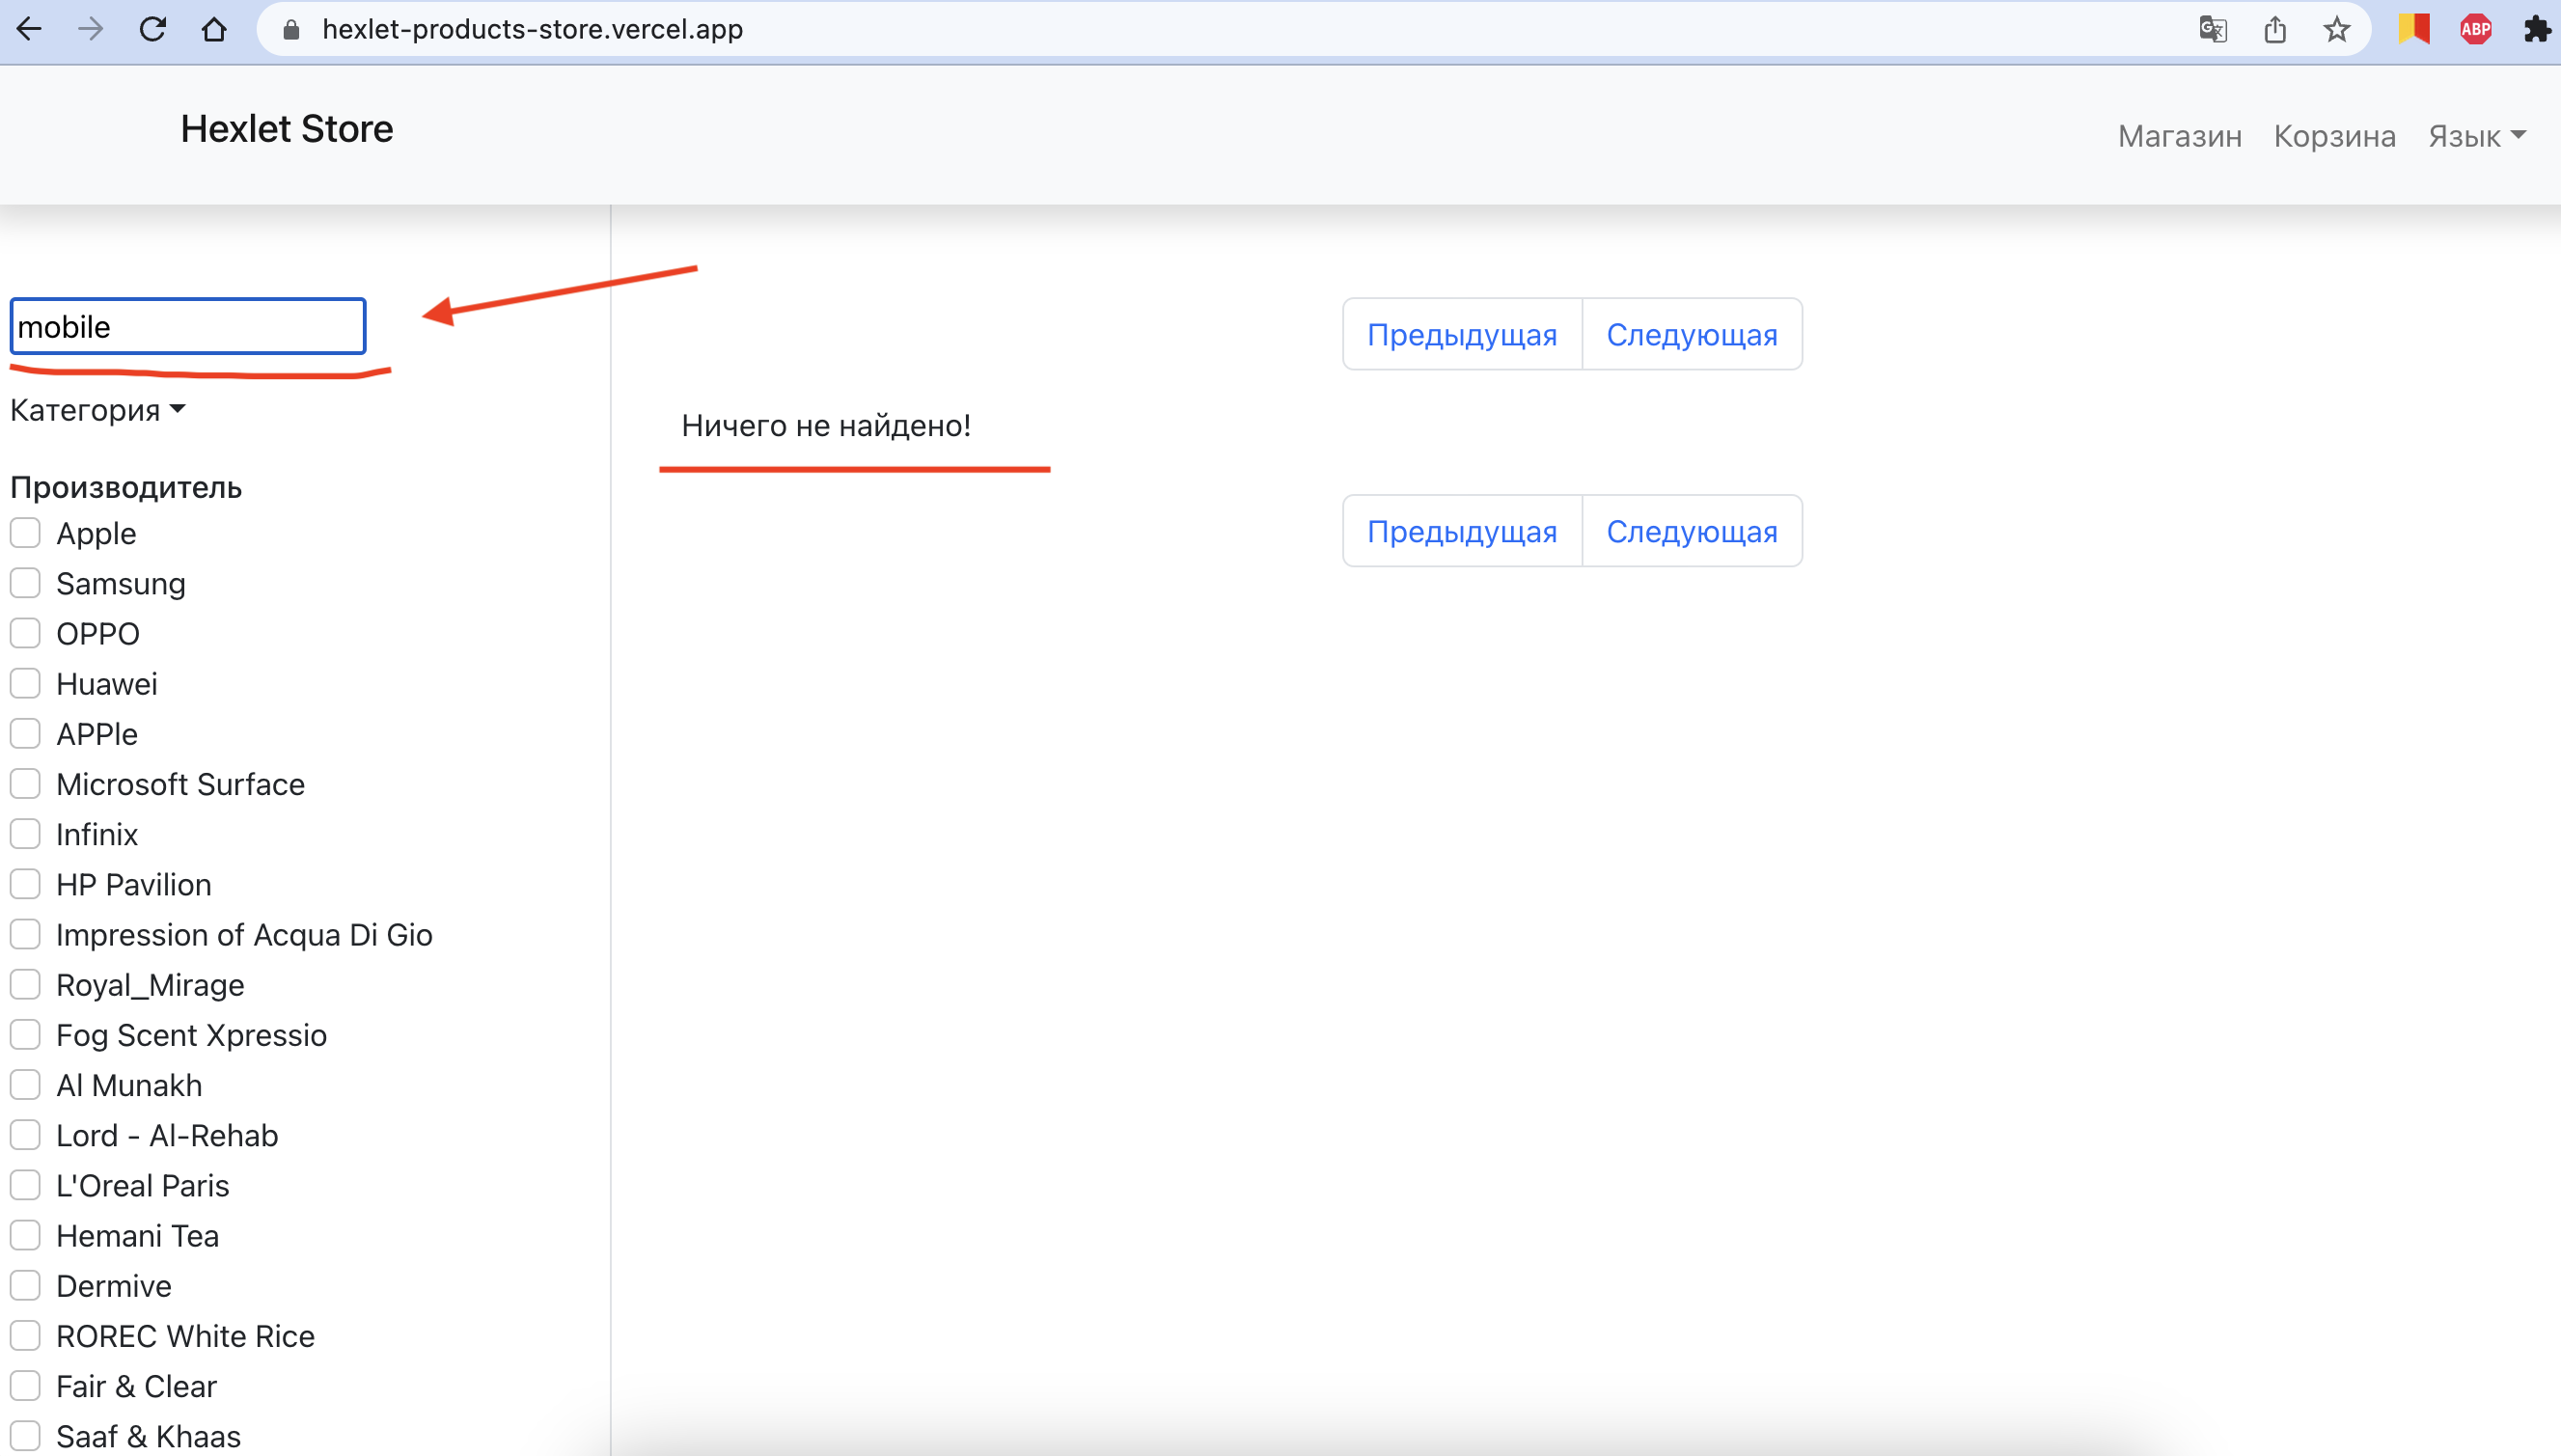 hexlet-products-store.vercel.app
ABP
Hexlet Store
Магазин Корзина Язык
mobile
Категория
Производитель
Apple
Samsung
OPPO
Huawei
APPle
Microsoft Surface
Infinix
HP Pavilion
Impression of Acqua Di Gio
Royal_Mirage
Fog Scent Xpressio
Al Munakh
Lord - Al-Rehab
L'Oreal Paris
Hemani Tea
Dermive
ROREC White Rice
Fair & Clear
Saaf & Khaas
Предыдущая Следующая
Ничего не найдено!
Предыдущая Следующая